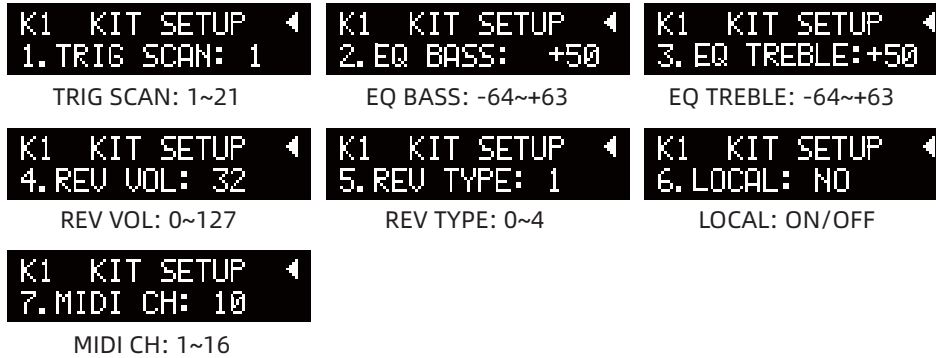 K1 KIT SETUP ◀
1.TRIG SCAN: 1
TRIG SCAN: 1~21
K1 KIT SETUP ◀
2.EQ BASS: +50
EQ BASS: -64~+63
K1 KIT SETUP ◀
3.EQ TREBLE:+50
EQ TREBLE: -64~+63
K1 KIT SETUP ◀
4.REV VOL: 32
REV VOL: 0~127
K1 KIT SETUP ◀
5.REV TYPE: 1
REV TYPE: 0~4
K1 KIT SETUP ◀
6.LOCAL: NO
LOCAL: ON/OFF
K1 KIT SETUP ◀
7.MIDI CH: 10
MIDI CH: 1~16